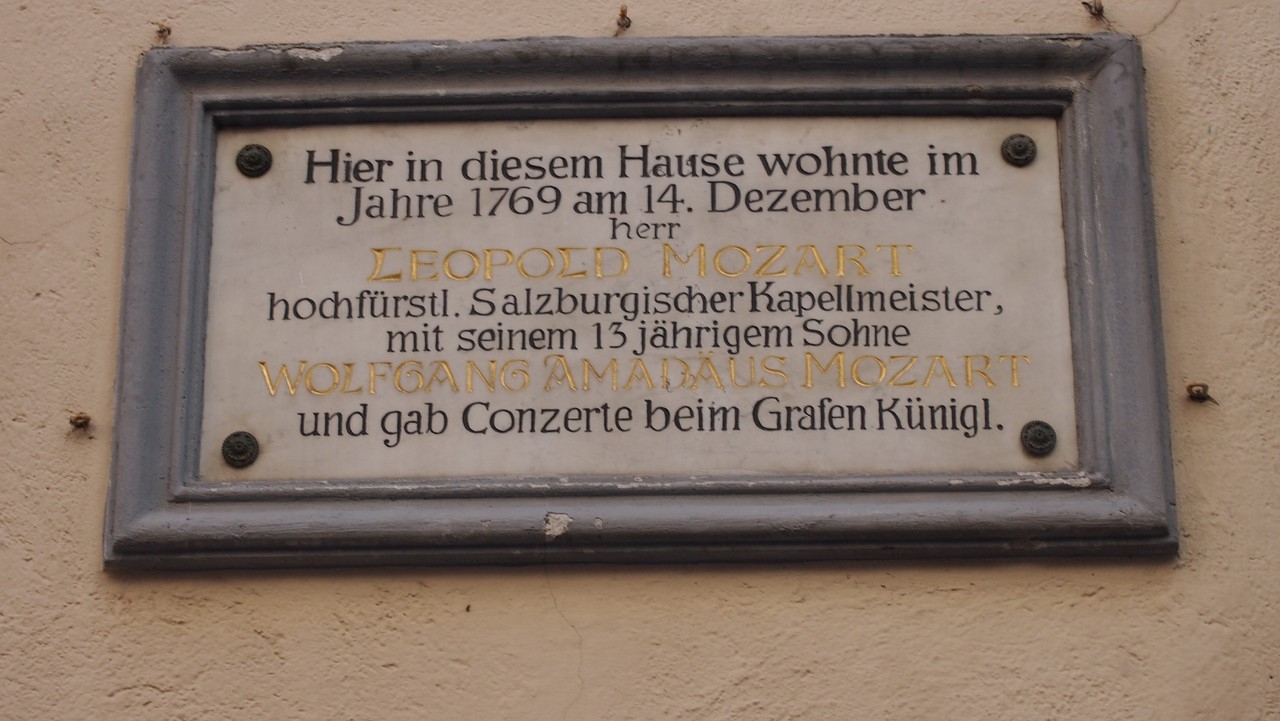 Hier in diesem Hause wohnte im
Jahre 1769 am 14. Dezember
herr
LEOPOLD MOZART
hochfürstl. Salzburgischer Kapellmeister,
mit seinem 13 jährigem Sohne
WOLFGANG AMADÄUS MOZART
und gab Conzerte beim Grafen Künigl.